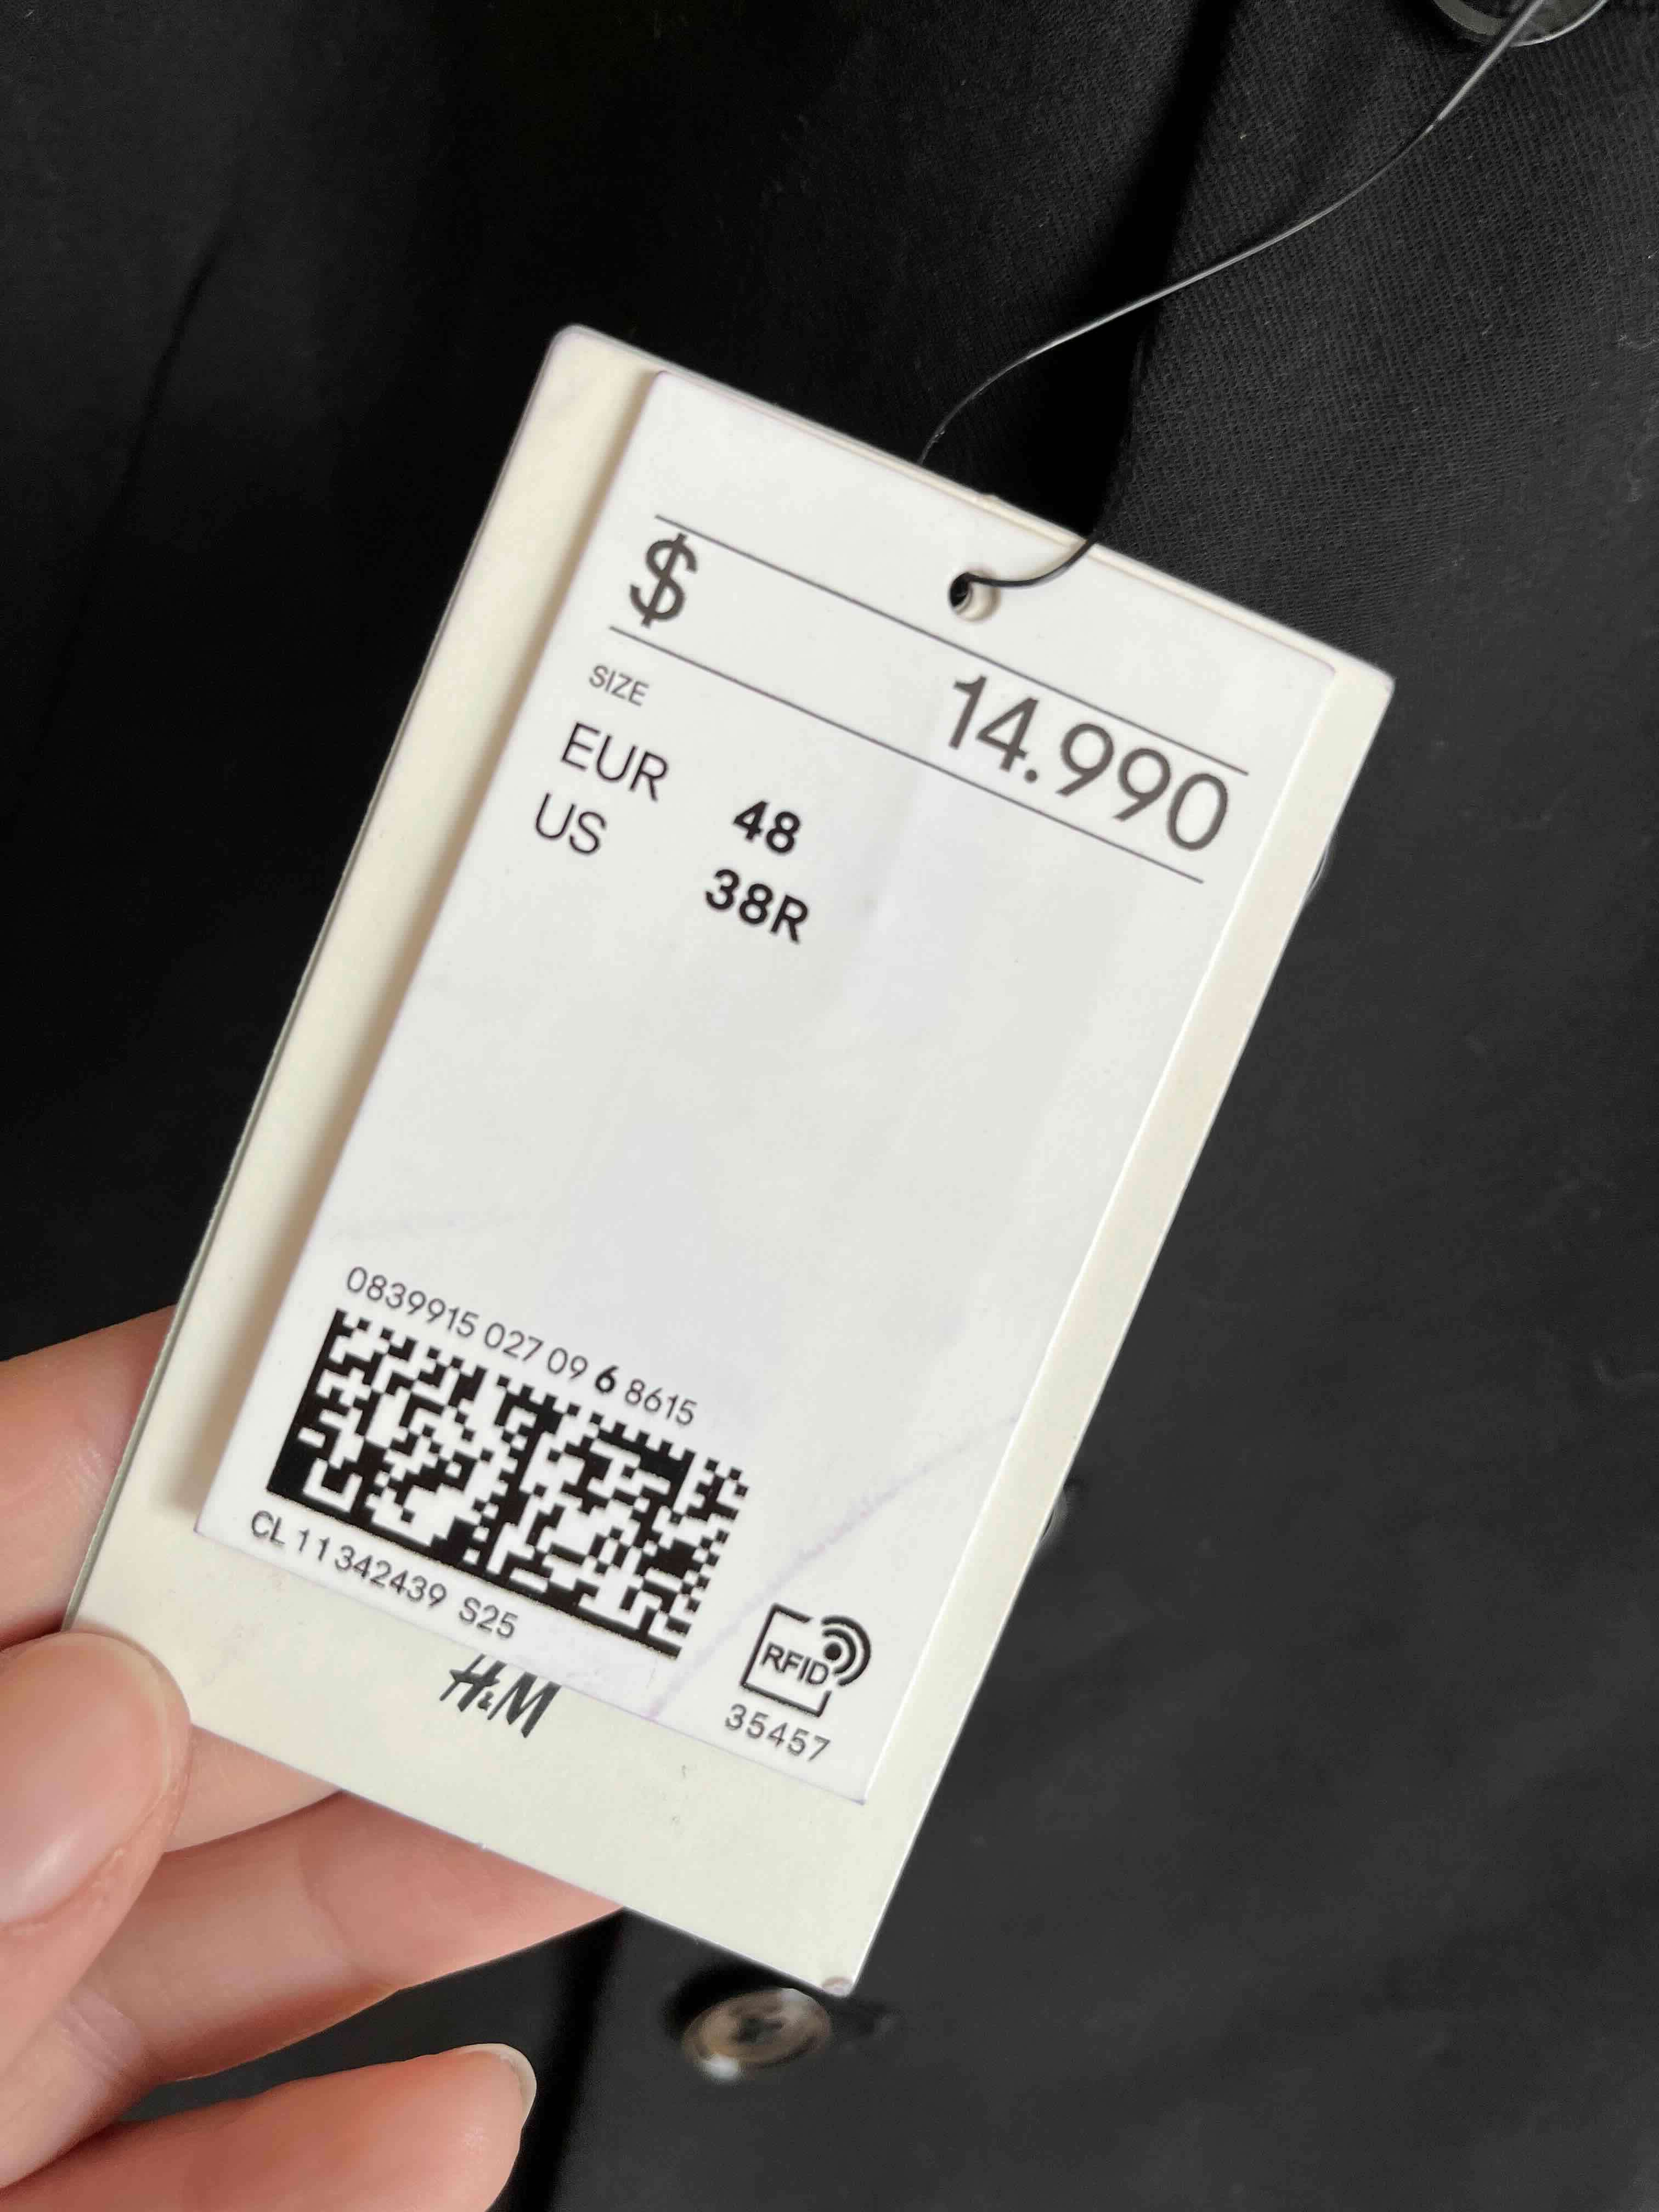 $ 14.990
SIZE
EUR 48
US 38R
0839915 027 09 6 8615
CL 11342439 S25
RFID
35457
H&M